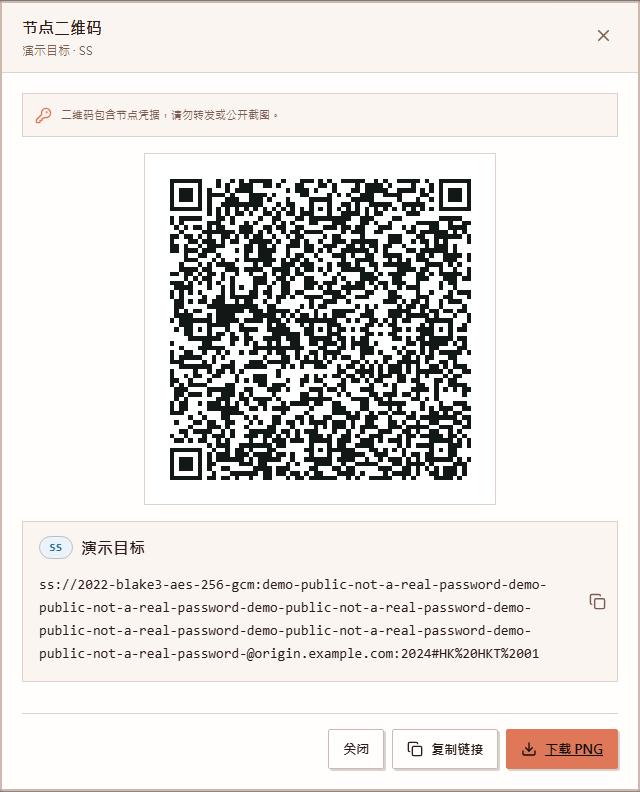 节点二维码
演示目标 · SS
二维码包含节点凭据，请勿转发或公开截图。
SS 演示目标
ss://2022-blake3-aes-256-gcm:demo-public-not-a-real-password-demo-
public-not-a-real-password-demo-public-not-a-real-password-demo-
public-not-a-real-password-demo-public-not-a-real-password-demo-
public-not-a-real-password-@origin.example.com:2024#HK%20HKT%2001
关闭 复制链接 下载 PNG